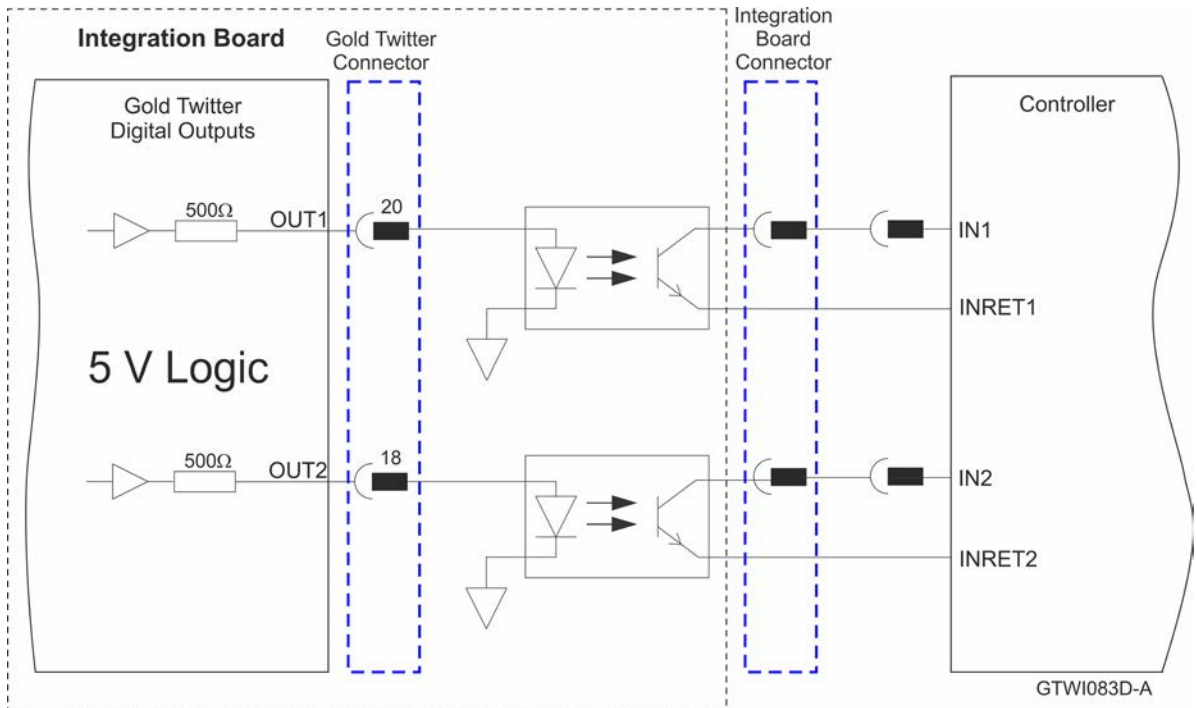 Integration Board
Gold Twitter
Connector
Integration
Board
Connector
Gold Twitter
Digital Outputs
Controller
500Ω
OUT1
20
IN1
INRET1
5 V Logic
500Ω
OUT2
18
IN2
INRET2
GTWI083D-A